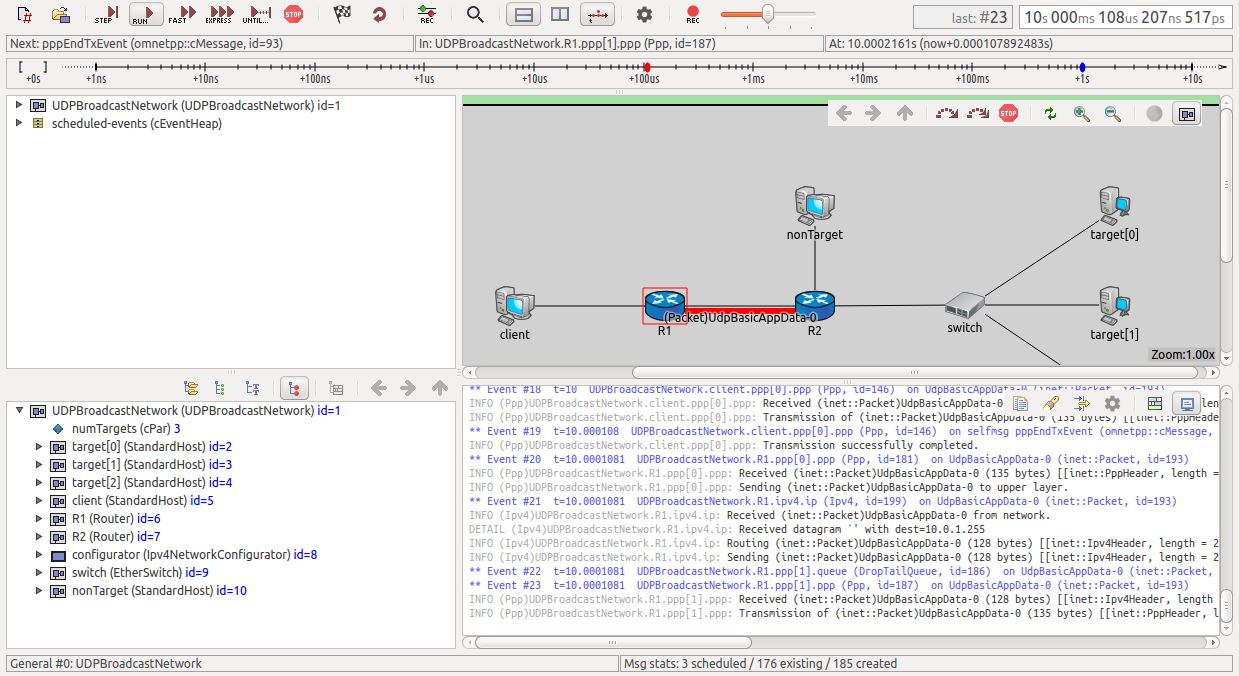 STEP RUN FAST EXPRESS UNTIL... STOP REC REC last: #23 10s 000ms 108us 207ns 517ps
Next: pppEndTxEvent (omnetpp::cMessage, id=93) In: UDPBroadcastNetwork.R1.ppp[1].ppp (Ppp, id=187) At: 10.0002161s (now+0.000107892483s)
[ ]
+0s +1ns +10ns +100ns +1us +10us +100us +1ms +10ms +100ms +1s +10s
UDPBroadcastNetwork (UDPBroadcastNetwork) id=1
scheduled-events (cEventHeap)
STOP
nonTarget
target[0]
client
(Packet)UdpBasicAppData-0
R1
R2
switch
target[1]
Zoom:1.00x
UDPBroadcastNetwork (UDPBroadcastNetwork) id=1
numTargets (cPar) 3
target[0] (StandardHost) id=2
target[1] (StandardHost) id=3
target[2] (StandardHost) id=4
client (StandardHost) id=5
R1 (Router) id=6
R2 (Router) id=7
configurator (Ipv4NetworkConfigurator) id=8
switch (EtherSwitch) id=9
nonTarget (StandardHost) id=10
** Event #18 t=10 UDPBroadcastNetwork.client.ppp[0].ppp (Ppp, id=146) on UdpBasicAppData-0 (inet::Packet, id=193)
INFO (Ppp)UDPBroadcastNetwork.client.ppp[0].ppp: Received (inet::Packet)UdpBasicAppData-0 len
INFO (Ppp)UDPBroadcastNetwork.client.ppp[0].ppp: Transmission of (inet::Packet)UdpBasicAppData-0 (135 bytes) [[inet::PppHeade
** Event #19 t=10.000108 UDPBroadcastNetwork.client.ppp[0].ppp (Ppp, id=146) on selfmsg pppEndTxEvent (omnetpp::cMessage,
INFO (Ppp)UDPBroadcastNetwork.client.ppp[0].ppp: Transmission successfully completed.
** Event #20 t=10.0001081 UDPBroadcastNetwork.R1.ppp[0].ppp (Ppp, id=181) on UdpBasicAppData-0 (inet::Packet, id=193)
INFO (Ppp)UDPBroadcastNetwork.R1.ppp[0].ppp: Received (inet::Packet)UdpBasicAppData-0 (135 bytes) [[inet::PppHeader, length =
INFO (Ppp)UDPBroadcastNetwork.R1.ppp[0].ppp: Sending (inet::Packet)UdpBasicAppData-0 to upper layer.
** Event #21 t=10.0001081 UDPBroadcastNetwork.R1.ipv4.ip (Ipv4, id=199) on UdpBasicAppData-0 (inet::Packet, id=193)
INFO (Ipv4)UDPBroadcastNetwork.R1.ipv4.ip: Received (inet::Packet)UdpBasicAppData-0 from network.
DETAIL (Ipv4)UDPBroadcastNetwork.R1.ipv4.ip: Received datagram `' with dest=10.0.1.255
INFO (Ipv4)UDPBroadcastNetwork.R1.ipv4.ip: Routing (inet::Packet)UdpBasicAppData-0 (128 bytes) [[inet::Ipv4Header, length = 2
INFO (Ipv4)UDPBroadcastNetwork.R1.ipv4.ip: Sending (inet::Packet)UdpBasicAppData-0 (128 bytes) [[inet::Ipv4Header, length = 2
** Event #22 t=10.0001081 UDPBroadcastNetwork.R1.ppp[1].queue (DropTailQueue, id=186) on UdpBasicAppData-0 (inet::Packet,
** Event #23 t=10.0001081 UDPBroadcastNetwork.R1.ppp[1].ppp (Ppp, id=187) on UdpBasicAppData-0 (inet::Packet, id=193)
INFO (Ppp)UDPBroadcastNetwork.R1.ppp[1].ppp: Received (inet::Packet)UdpBasicAppData-0 (128 bytes) [[inet::Ipv4Header, length
INFO (Ppp)UDPBroadcastNetwork.R1.ppp[1].ppp: Transmission of (inet::Packet)UdpBasicAppData-0 (135 bytes) [[inet::PppHeader, l
General #0: UDPBroadcastNetwork Msg stats: 3 scheduled / 176 existing / 185 created